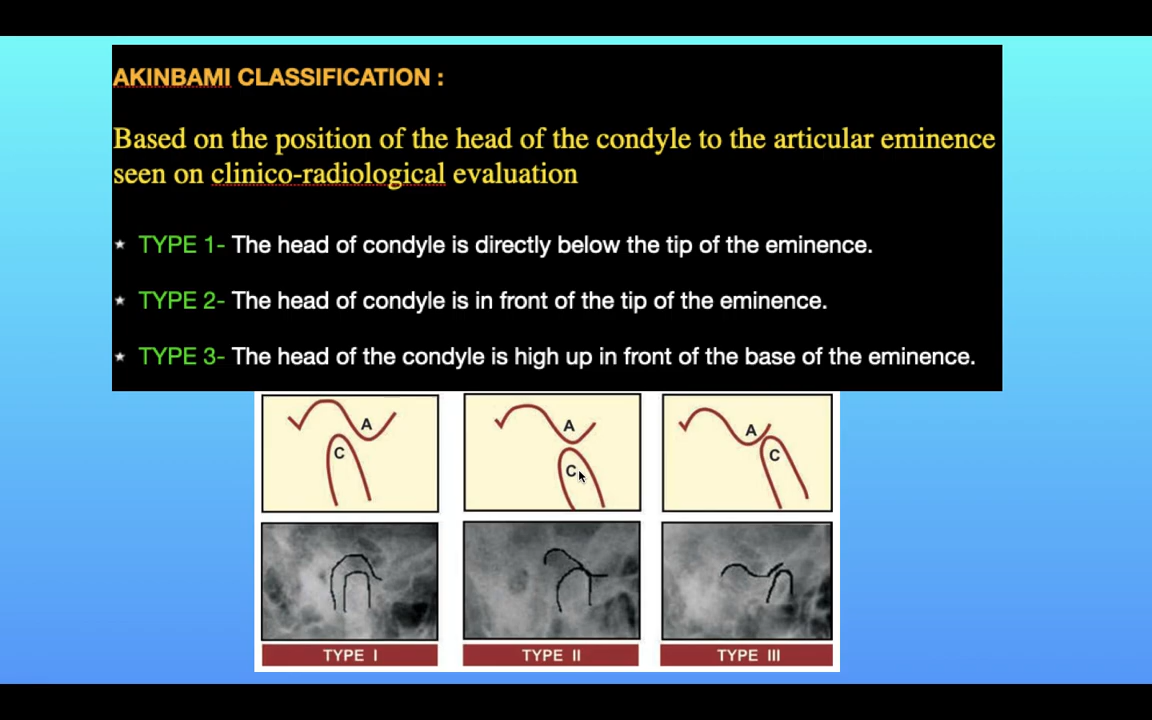 AKINBAMI CLASSIFICATION :
Based on the position of the head of the condyle to the articular eminence
seen on clinico-radiological evaluation
★ TYPE 1- The head of condyle is directly below the tip of the eminence.
★ TYPE 2- The head of condyle is in front of the tip of the eminence.
★ TYPE 3- The head of the condyle is high up in front of the base of the eminence.
A
C
A
C
A
C
TYPE I
TYPE II
TYPE III